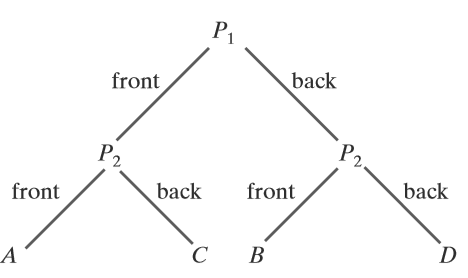 P₁
front back
P₂ P₂
front back front back
A C B D